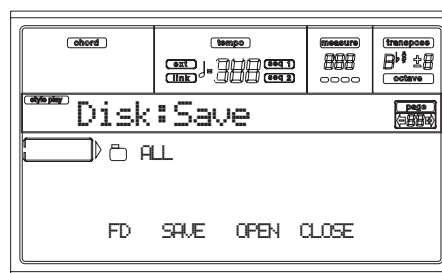 chord tempo measure transpose
ext link seq 1 seq 2 octave
style play Disk:Save page
ALL
FD SAVE OPEN CLOSE